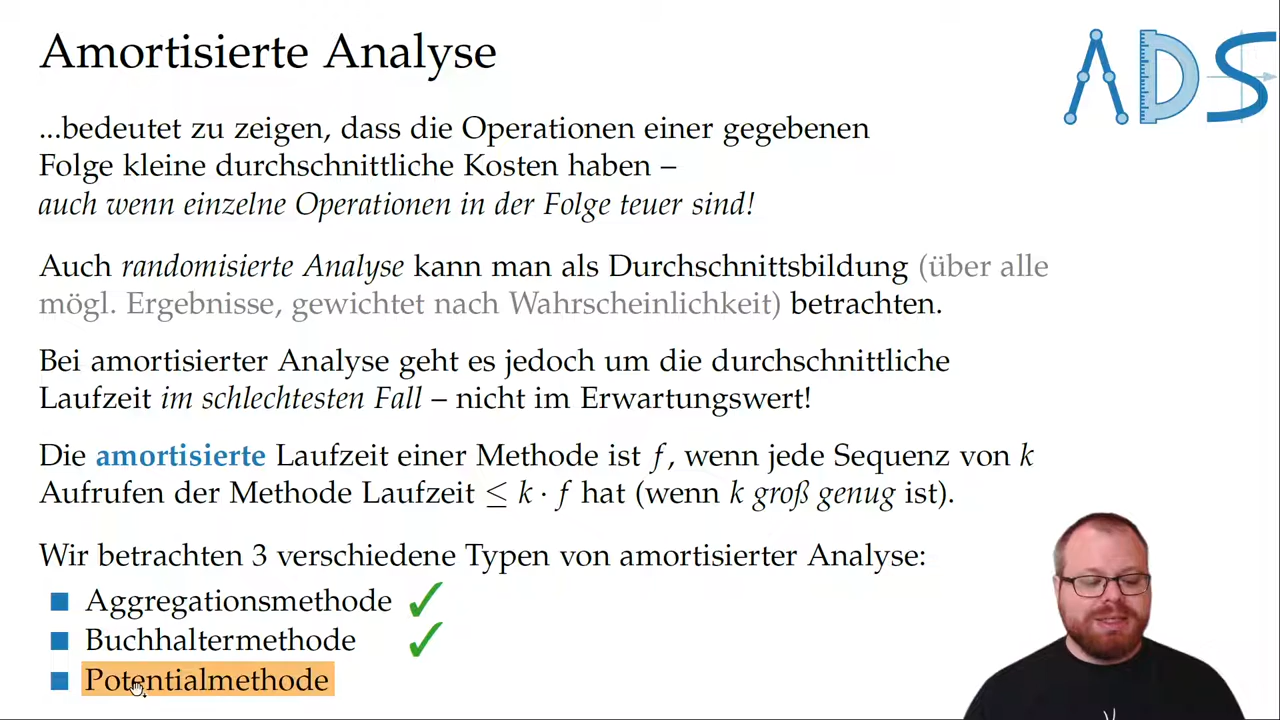 Amortisierte Analyse
ADS
...bedeutet zu zeigen, dass die Operationen einer gegebenen
Folge kleine durchschnittliche Kosten haben –
auch wenn einzelne Operationen in der Folge teuer sind!
Auch randomisierte Analyse kann man als Durchschnittsbildung (über alle
mögl. Ergebnisse, gewichtet nach Wahrscheinlichkeit) betrachten.
Bei amortisierter Analyse geht es jedoch um die durchschnittliche
Laufzeit im schlechtesten Fall – nicht im Erwartungswert!
Die amortisierte Laufzeit einer Methode ist f, wenn jede Sequenz von k
Aufrufen der Methode Laufzeit ≤ k · f hat (wenn k groß genug ist).
Wir betrachten 3 verschiedene Typen von amortisierter Analyse:
Aggregationsmethode ✓
Buchhaltermethode ✓
Potentialmethode